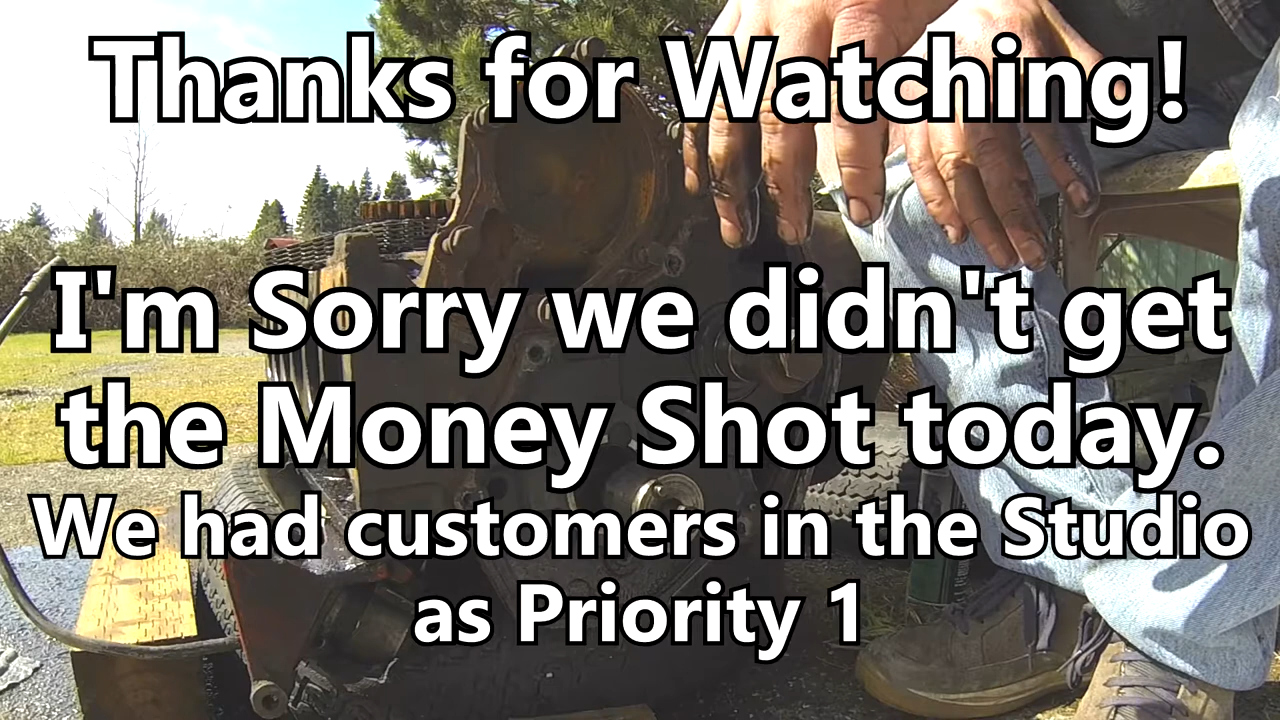 Thanks for Watching!
I'm Sorry we didn't get
the Money Shot today.
We had customers in the Studio
as Priority 1